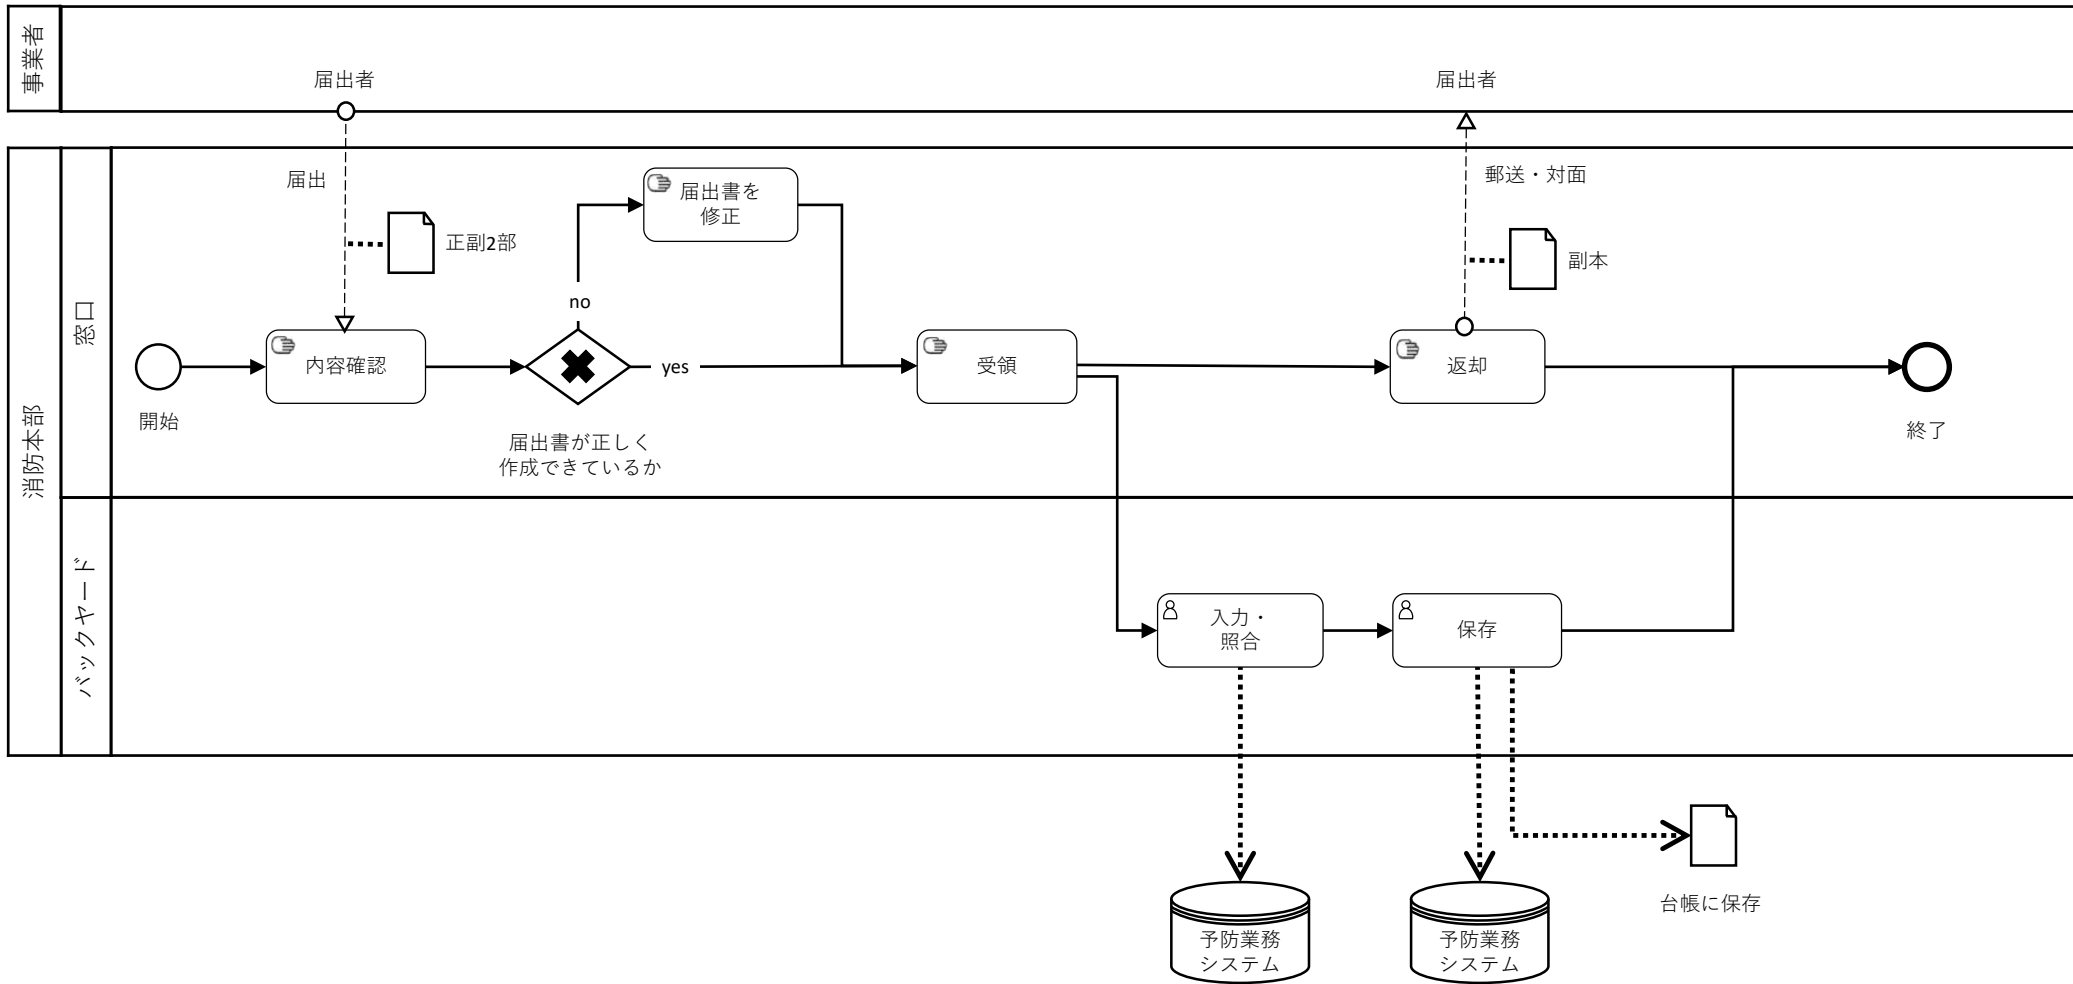 事業者
届出者
届出者
消防本部
窓口
届出
正副2部
届出書を
修正
郵送・対面
副本
no
開始
内容確認
yes
届出書が正しく
作成できているか
受領
返却
終了
バックヤード
入力・
照合
保存
予防業務
システム
予防業務
システム
台帳に保存